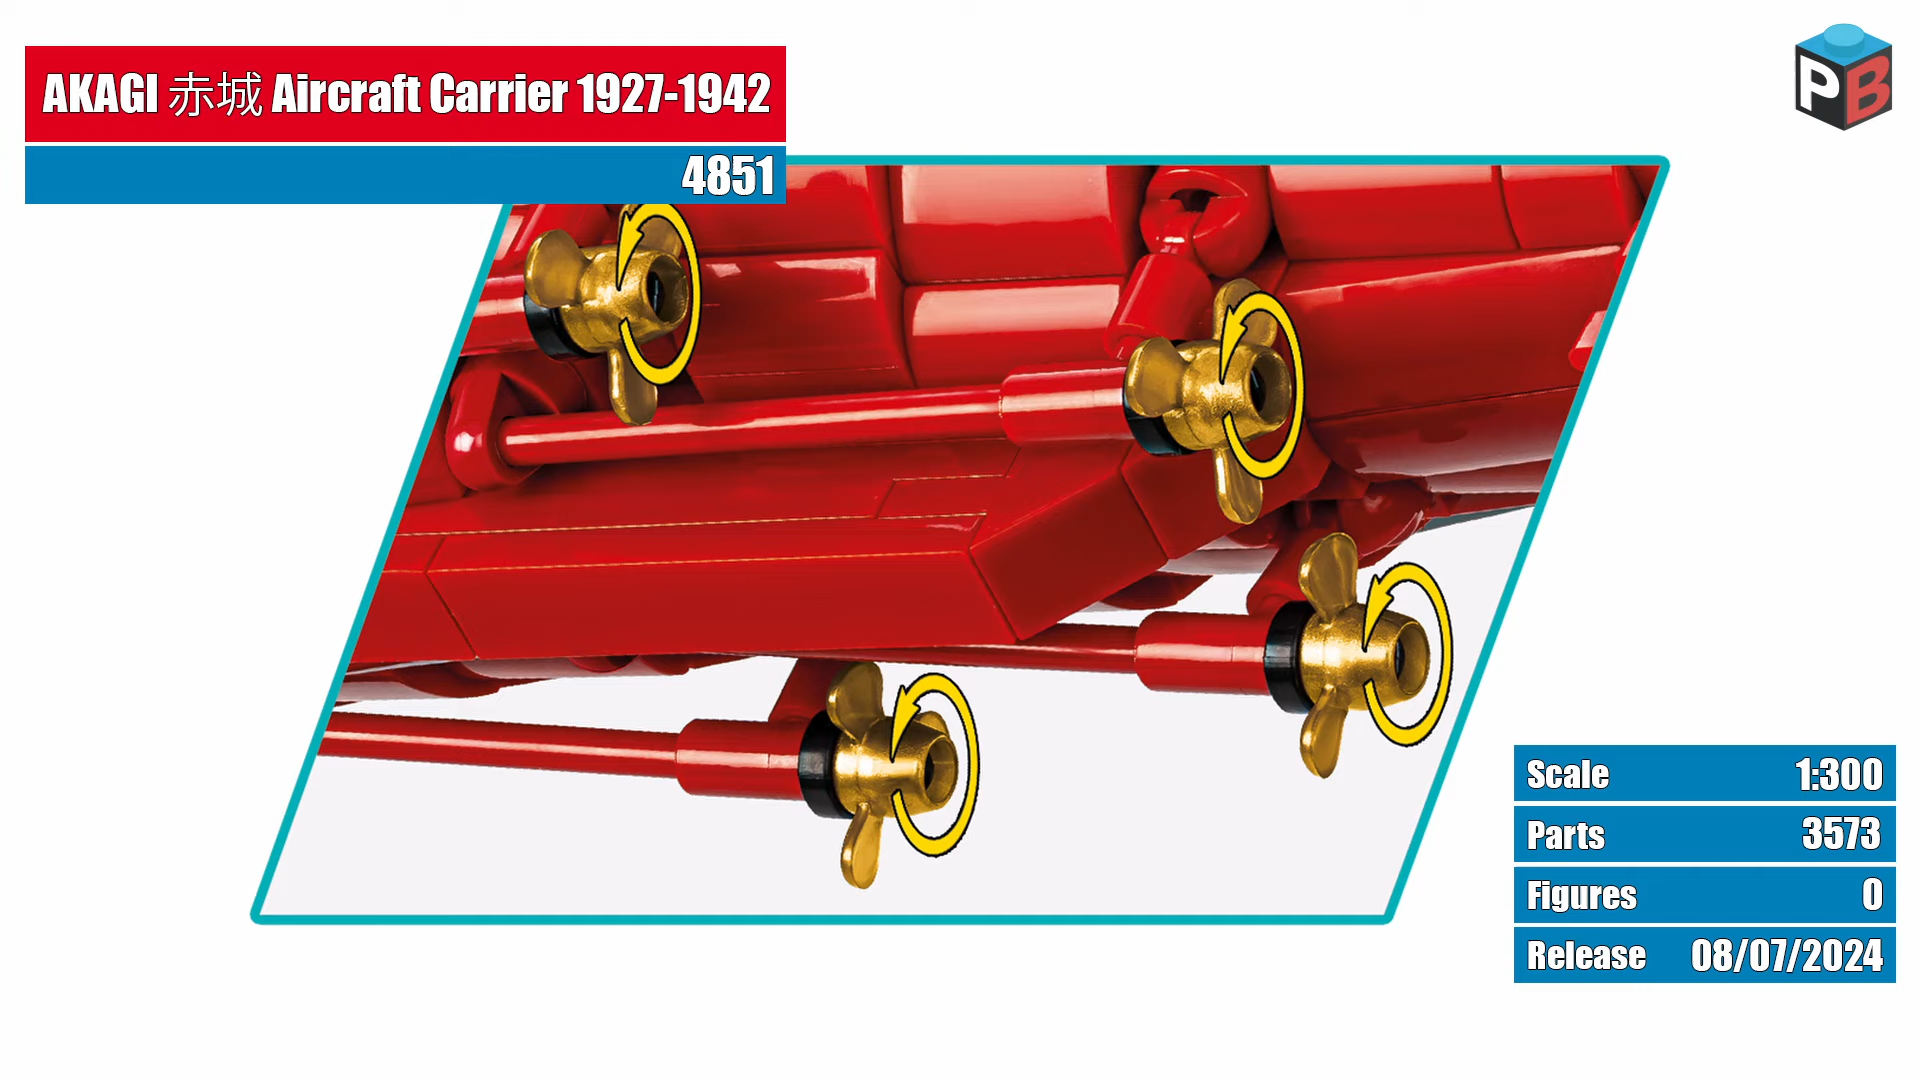 AKAGI 赤城 Aircraft Carrier 1927-1942
4851
PB
Scale 1:300
Parts 3573
Figures 0
Release 08/07/2024